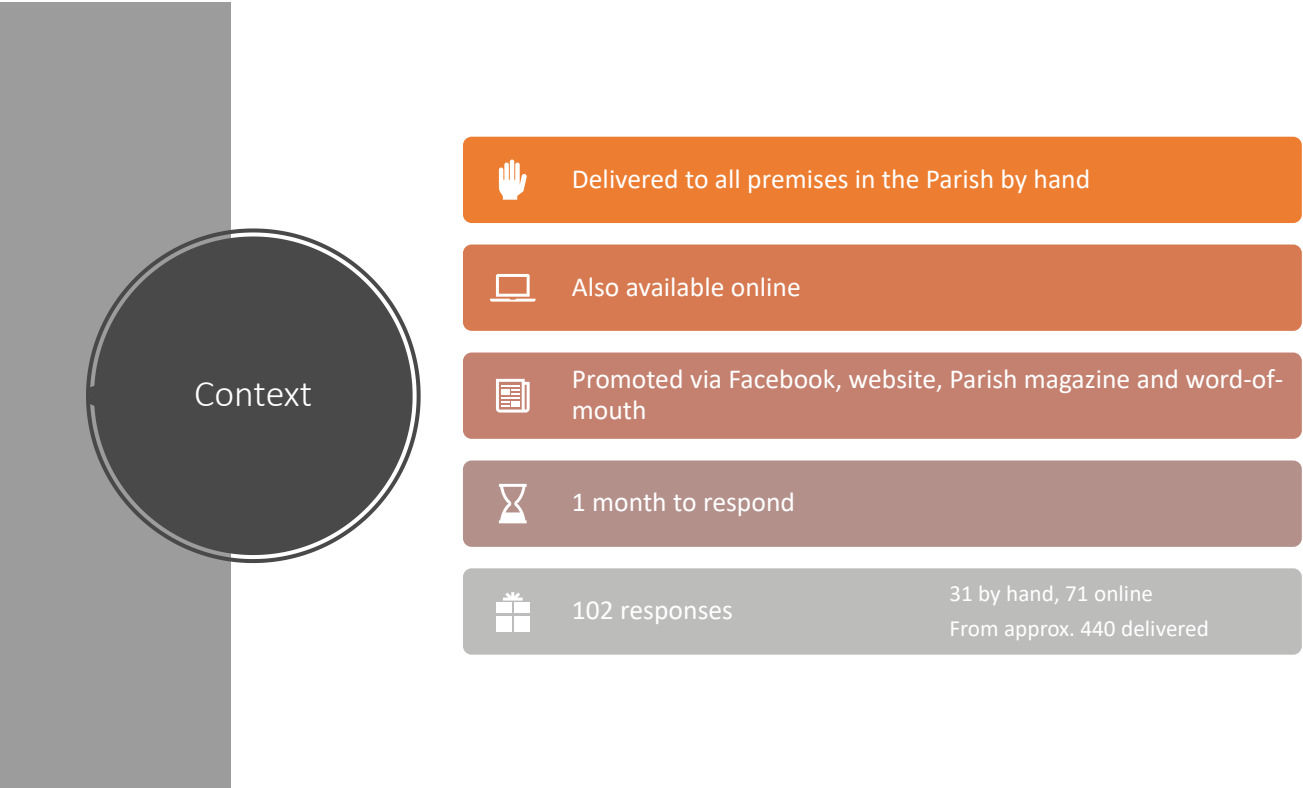 Context
Delivered to all premises in the Parish by hand
Also available online
Promoted via Facebook, website, Parish magazine and word-of-
mouth
1 month to respond
102 responses
31 by hand, 71 online
From approx. 440 delivered